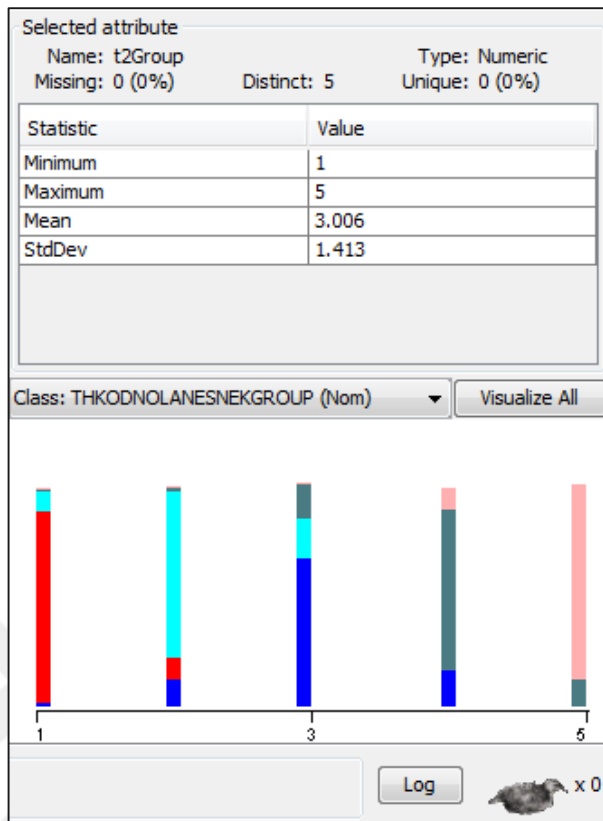 Selected attribute
Name: t2Group Type: Numeric
Missing: 0 (0%) Distinct: 5 Unique: 0 (0%)
Statistic Value
Minimum 1
Maximum 5
Mean 3.006
StdDev 1.413
Class: THKODNOLANESNEKGROUP (Nom) Visualize All
1 3 5
Log x 0